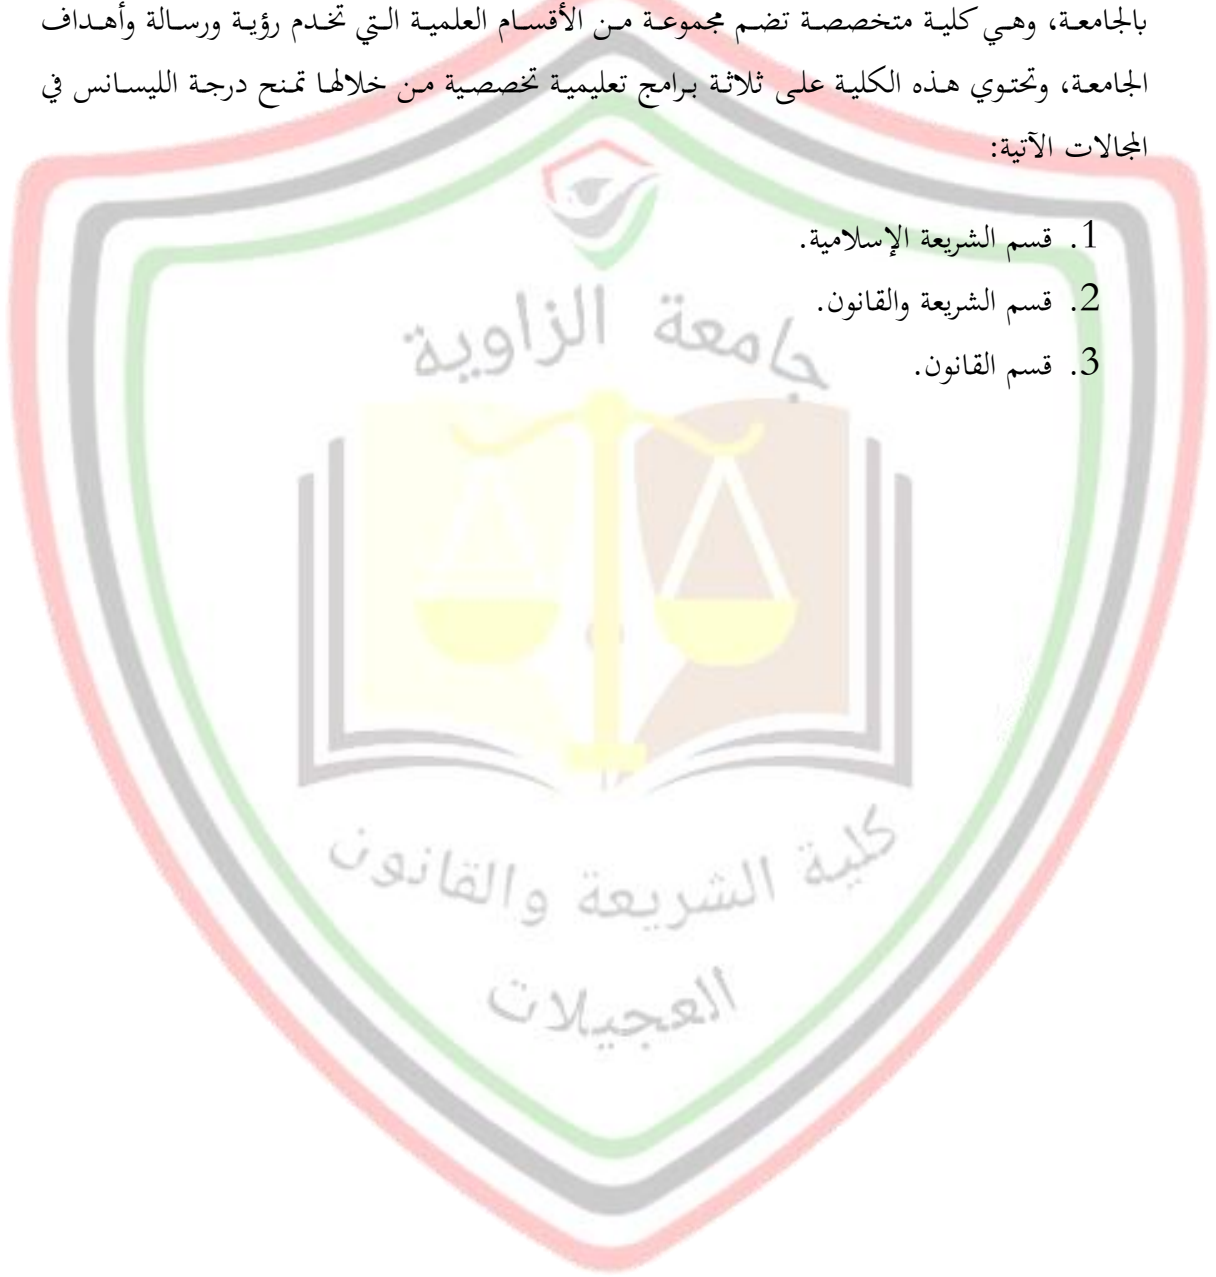 بالجامعة، وهي كلية متخصصة تضم مجموعة من الأقسام العلمية التي تخدم رؤية ورسالة وأهداف
الجامعة، وتحتوي هذه الكلية على ثلاثة برامج تعليمية تخصصية من خلالها تمنح درجة الليسانس في
المجالات الآتية:
1. قسم الشريعة الإسلامية.
2. قسم الشريعة والقانون.
3. قسم القانون.
جامعة الزاوية
كلية الشريعة والقانون
العجيلات